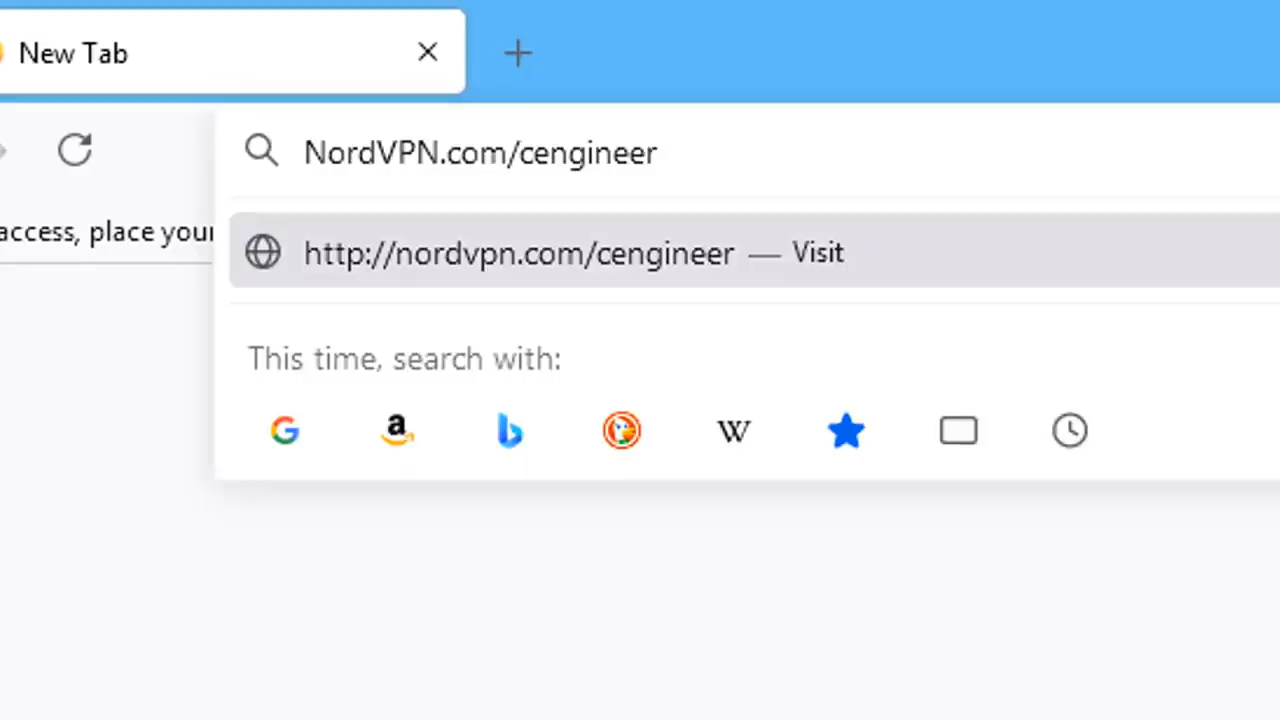 New Tab
NordVPN.com/cengineer
access, place your
http://nordvpn.com/cengineer — Visit
This time, search with: